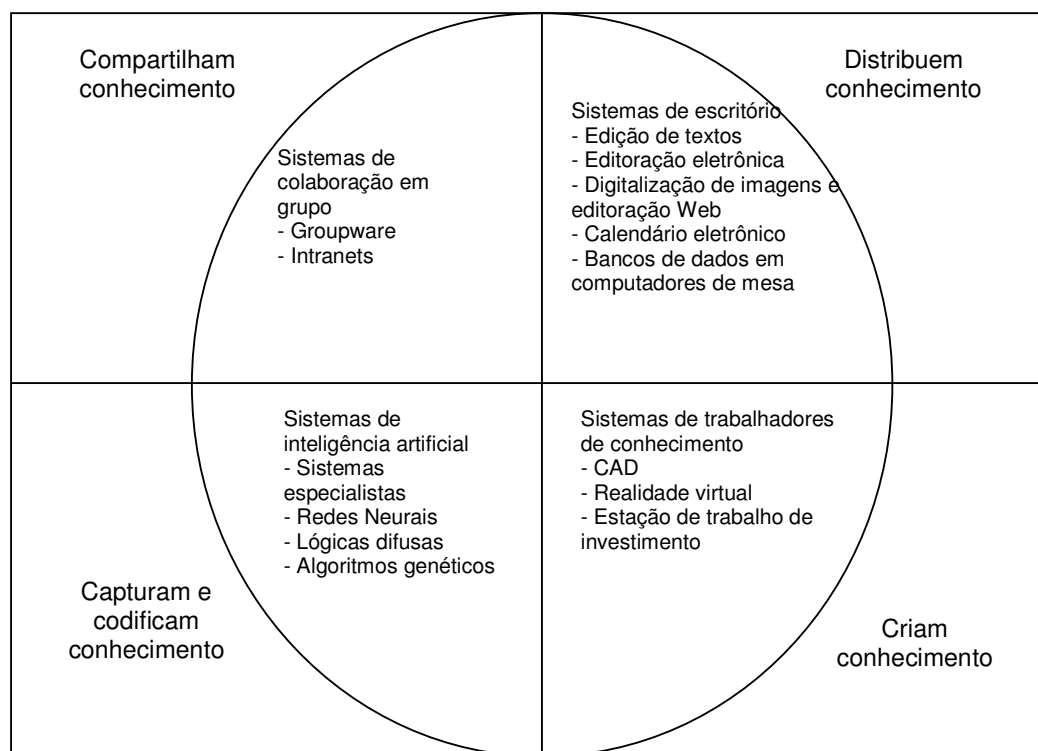 Compartilham
conhecimento
Distribuem
conhecimento
Sistemas de
colaboração em
grupo
- Groupware
- Intranets
Sistemas de escritório
- Edição de textos
- Editoração eletrônica
- Digitalização de imagens e
editoração Web
- Calendário eletrônico
- Bancos de dados em
computadores de mesa
Sistemas de
inteligência artificial
- Sistemas
especialistas
- Redes Neurais
- Lógicas difusas
- Algoritmos genéticos
Sistemas de trabalhadores
de conhecimento
- CAD
- Realidade virtual
- Estação de trabalho de
investimento
Capturam e
codificam
conhecimento
Criam
conhecimento